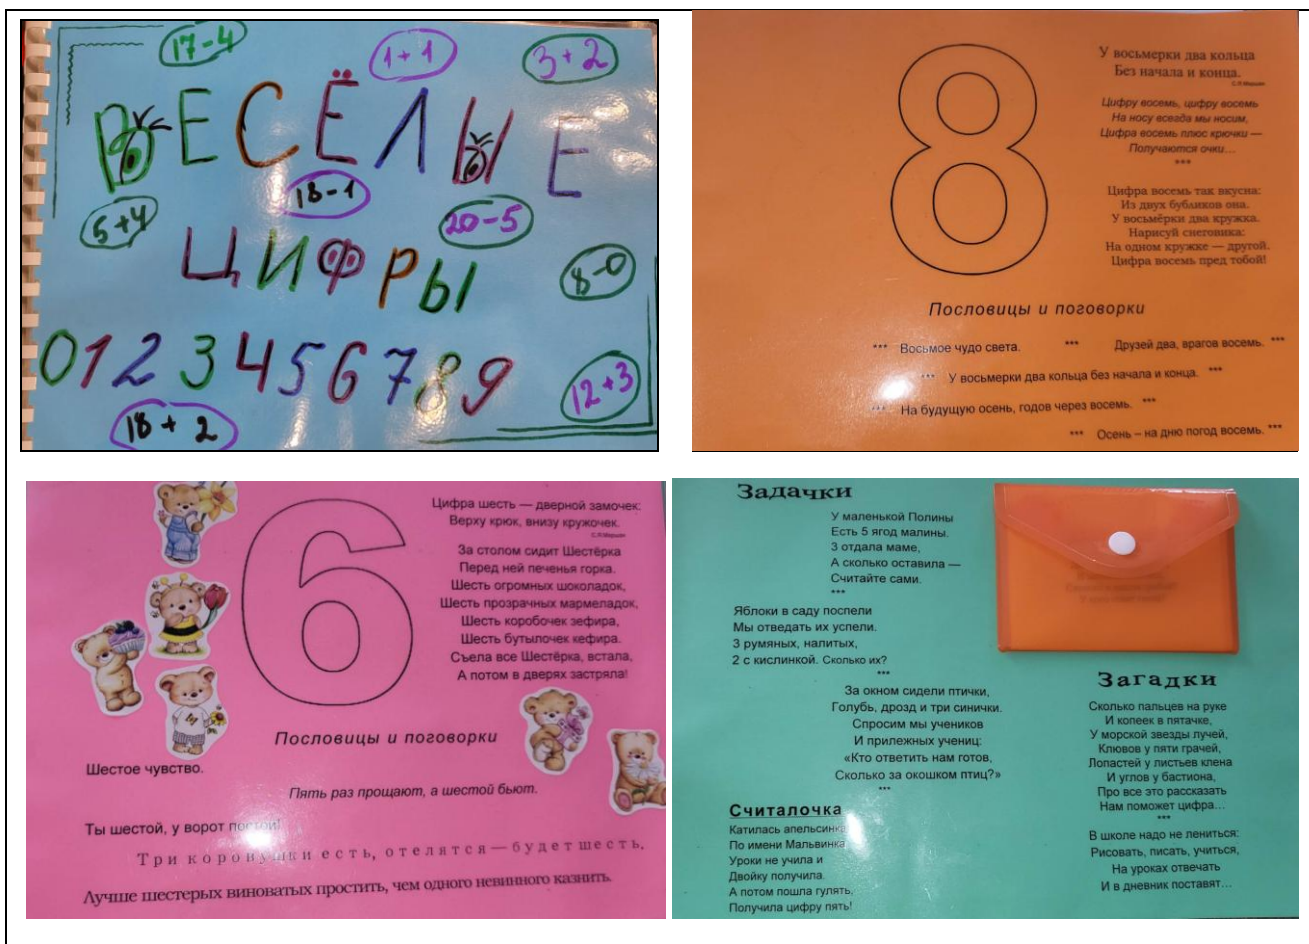 17-4
1+1
3+2
ВЕСЁЛЫЕ
18-1
5+4
20-5
ЦИФРЫ
8-0
0123456789
12+3
18+2
8
У восьмерки два кольца
Без начала и конца.
С.Я.Маршак
Цифру восемь, цифру восемь
На носу всегда мы носим,
Цифра восемь плюс крючки —
Получаются очки…
***
Цифра восемь так вкусна:
Из двух бубликов она.
У восьмёрки два кружка.
Нарисуй снеговика:
На одном кружке — другой.
Цифра восемь пред тобой!
Пословицы и поговорки
*** Восьмое чудо света. *** Друзей два, врагов восемь. ***
*** У восьмерки два кольца без начала и конца. ***
*** На будущую осень, годов через восемь. ***
*** Осень – на дню погод восемь. ***
6
Цифра шесть — дверной замочек:
Верху крюк, внизу кружочек.
С.Я.Маршак
За столом сидит Шестёрка
Перед ней печенья горка.
Шесть огромных шоколадок,
Шесть прозрачных мармеладок,
Шесть коробочек зефира,
Шесть бутылочек кефира.
Съела все Шестёрка, встала,
А потом в дверях застряла!
Пословицы и поговорки
Шестое чувство.
Пять раз прощают, а шестой бьют.
Ты шестой, у ворот постой!
Три коровушки есть, отелятся — будет шесть.
Лучше шестерых виноватых простить, чем одного невинного казнить.
Задачки
У маленькой Полины
Есть 5 ягод малины.
3 отдала маме,
А сколько оставила —
Считайте сами.
***
Яблоки в саду поспели
Мы отведать их успели.
3 румяных, налитых,
2 с кислинкой. Сколько их?
***
За окном сидели птички,
Голубь, дрозд и три синички.
Спросим мы учеников
И прилежных учениц:
«Кто ответить нам готов,
Сколько за окошком птиц?»
***
Считалочка
Катилась апельсинка
По имени Мальвинка
Уроки не учила и
Двойку получила.
А потом пошла гулять,
Получила цифру пять!
Загадки
Сколько пальцев на руке
И копеек в пятачке,
У морской звезды лучей,
Клювов у пяти грачей,
Лопастей у листьев клена
И углов у бастиона,
Про все это рассказать
Нам поможет цифра…
***
В школе надо не лениться:
Рисовать, писать, учиться,
На уроках отвечать
И в дневник поставят…